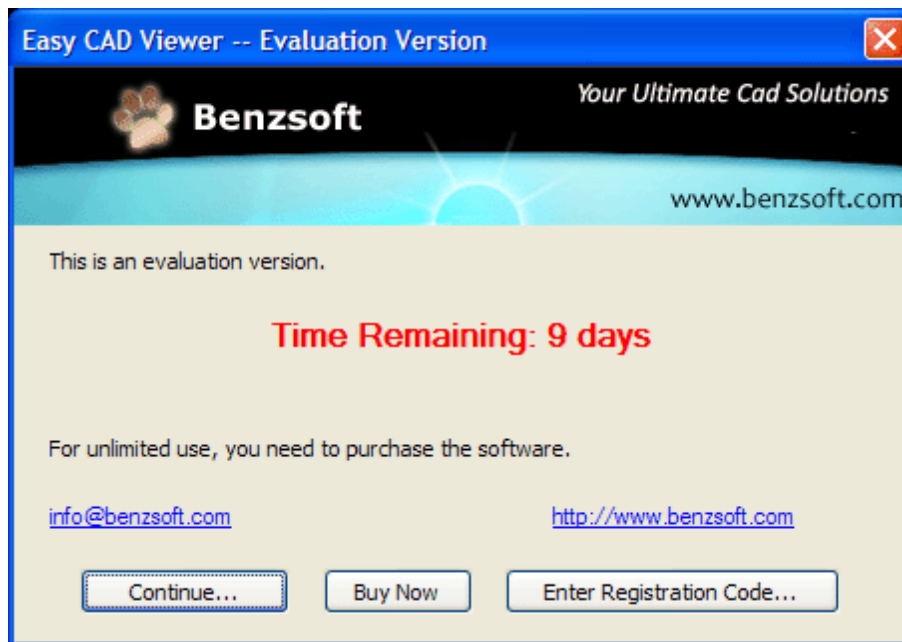 Easy CAD Viewer -- Evaluation Version
Your Ultimate Cad Solutions
Benzsoft
www.benzsoft.com
This is an evaluation version.
Time Remaining: 9 days
For unlimited use, you need to purchase the software.
info@benzsoft.com http://www.benzsoft.com
Continue... Buy Now Enter Registration Code...